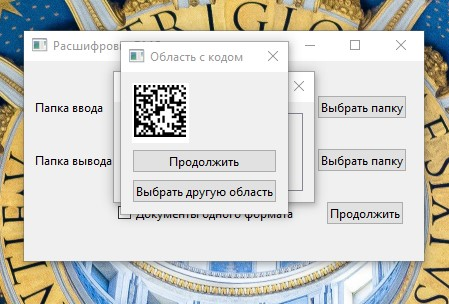 Расшифров
Область с кодом
Папка ввода
Выбрать папку
Продолжить
Папка вывода
Выбрать папку
Выбрать другую область
Документы одного формата
Продолжить